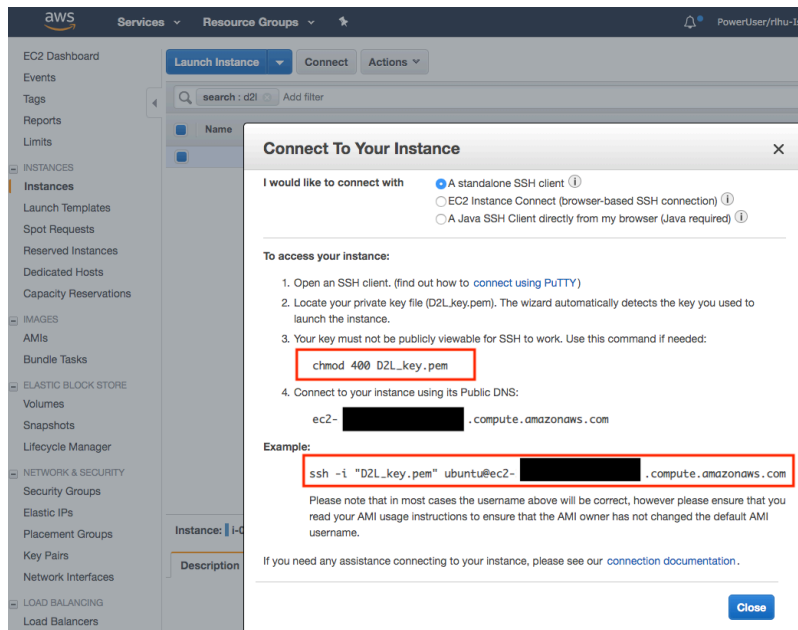 aws
Services
Resource Groups
PowerUser/rlhu-Is
EC2 Dashboard
Events
Tags
Reports
Limits
INSTANCES
Instances
Launch Templates
Spot Requests
Reserved Instances
Dedicated Hosts
Capacity Reservations
IMAGES
AMIs
Bundle Tasks
ELASTIC BLOCK STORE
Volumes
Snapshots
Lifecycle Manager
NETWORK & SECURITY
Security Groups
Elastic IPs
Placement Groups
Key Pairs
Network Interfaces
LOAD BALANCING
Load Balancers
Launch Instance
Connect
Actions
search : d2l
Add filter
Name
Instance: i-0
Description
Connect To Your Instance
I would like to connect with
A standalone SSH client
EC2 Instance Connect (browser-based SSH connection)
A Java SSH Client directly from my browser (Java required)
To access your instance:
1. Open an SSH client. (find out how to connect using PuTTY)
2. Locate your private key file (D2L_key.pem). The wizard automatically detects the key you used to
launch the instance.
3. Your key must not be publicly viewable for SSH to work. Use this command if needed:
chmod 400 D2L_key.pem
4. Connect to your instance using its Public DNS:
ec2- .compute.amazonaws.com
Example:
ssh -i "D2L_key.pem" ubuntu@ec2- .compute.amazonaws.com
Please note that in most cases the username above will be correct, however please ensure that you
read your AMI usage instructions to ensure that the AMI owner has not changed the default AMI
username.
If you need any assistance connecting to your instance, please see our connection documentation.
Close